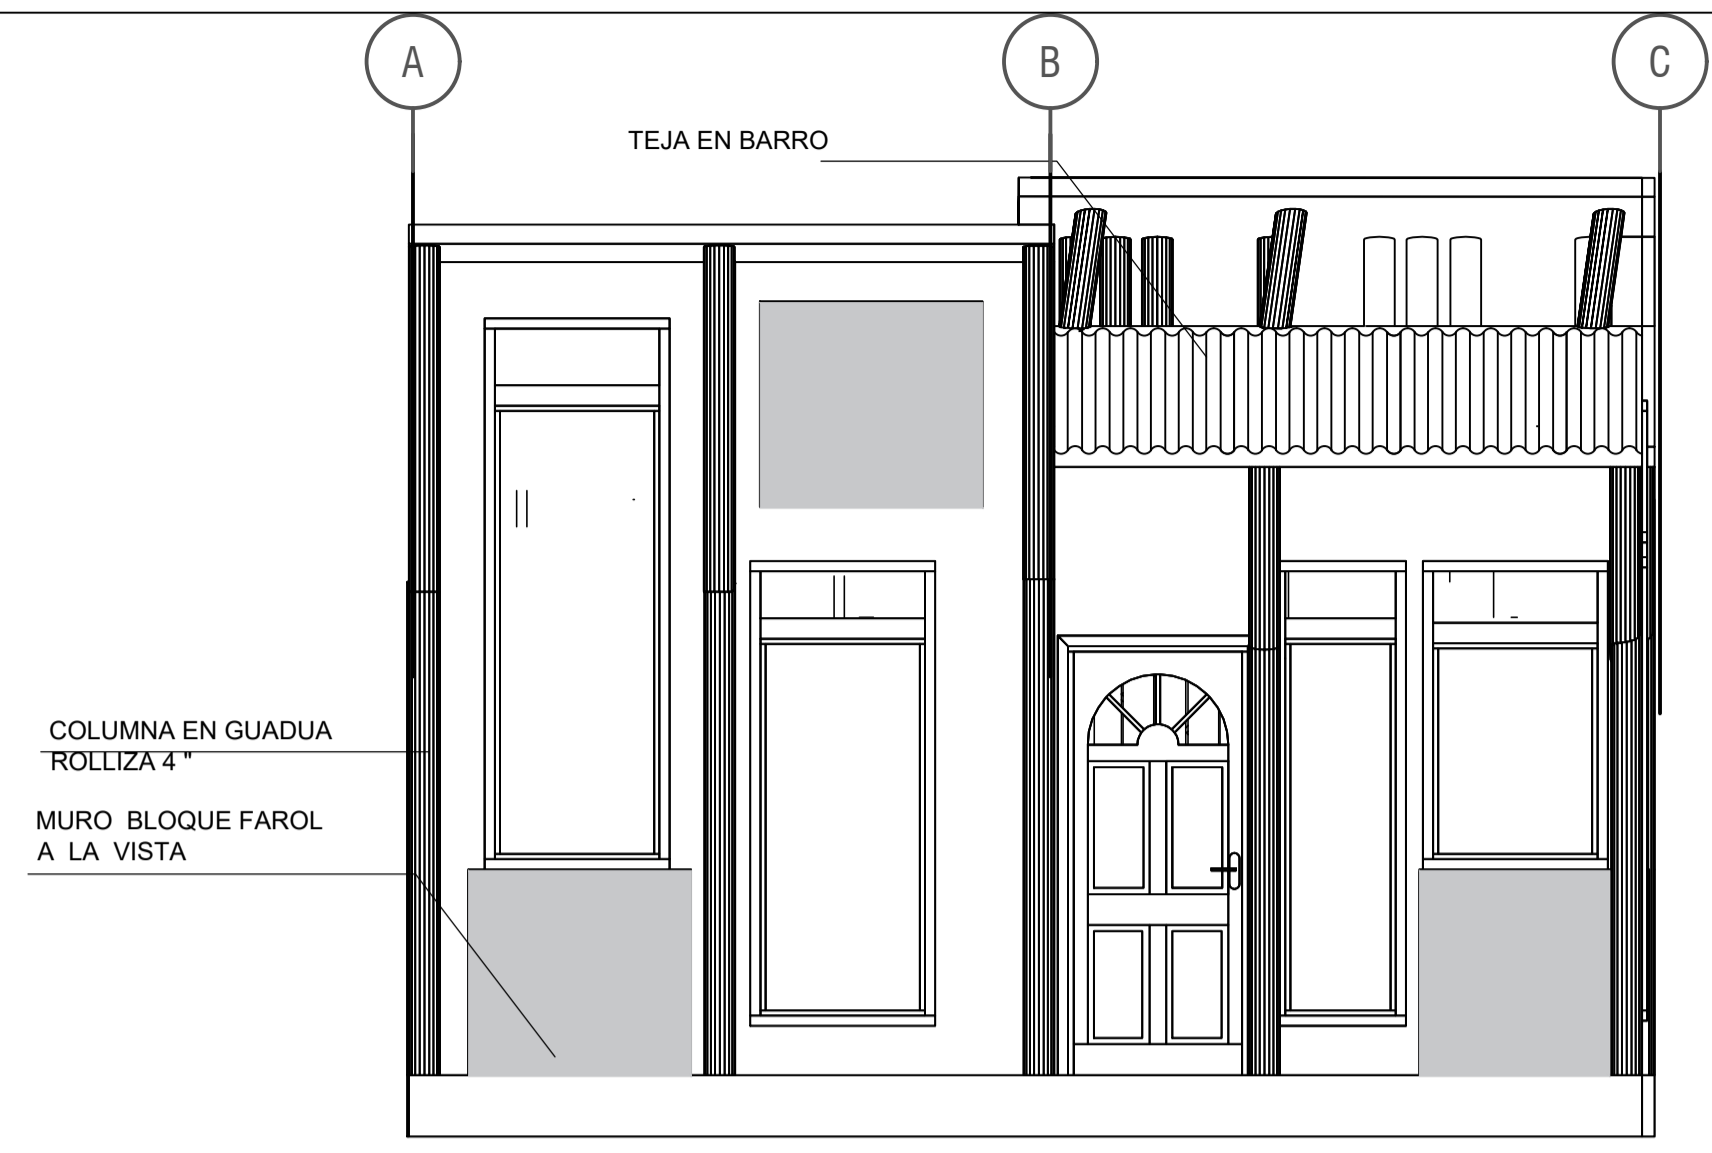 A
B
C
TEJA EN BARRO
COLUMNA EN GUADUA
ROLLIZA 4 "
MURO BLOQUE FAROL
A LA VISTA